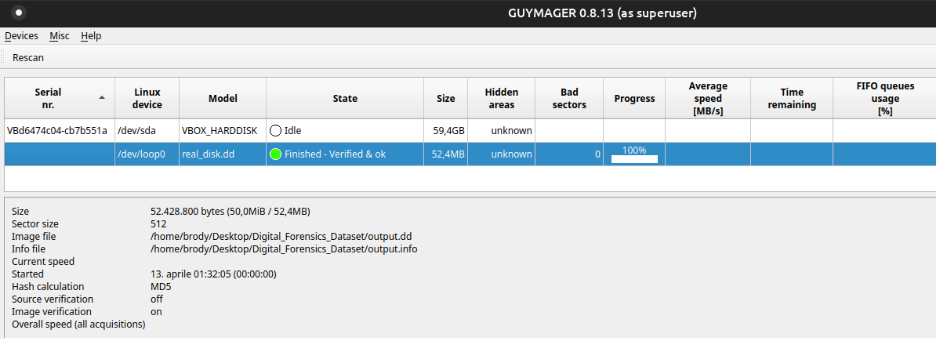 GUYMAGER 0.8.13 (as superuser)
Devices Misc Help
Rescan
Serial nr. Linux device Model State Size Hidden areas Bad sectors Progress Average speed [MB/s] Time remaining FIFO queues usage [%]
VBd6474c04-cb7b551a /dev/sda VBOX_HARDDISK Idle 59,4GB unknown
/dev/loop0 real_disk.dd Finished - Verified & ok 52,4MB unknown 0 100%
Size 52.428.800 bytes (50,0MiB / 52,4MB)
Sector size 512
Image file /home/brody/Desktop/Digital_Forensics_Dataset/output.dd
Info file /home/brody/Desktop/Digital_Forensics_Dataset/output.info
Current speed
Started 13. aprile 01:32:05 (00:00:00)
Hash calculation MD5
Source verification off
Image verification on
Overall speed (all acquisitions)